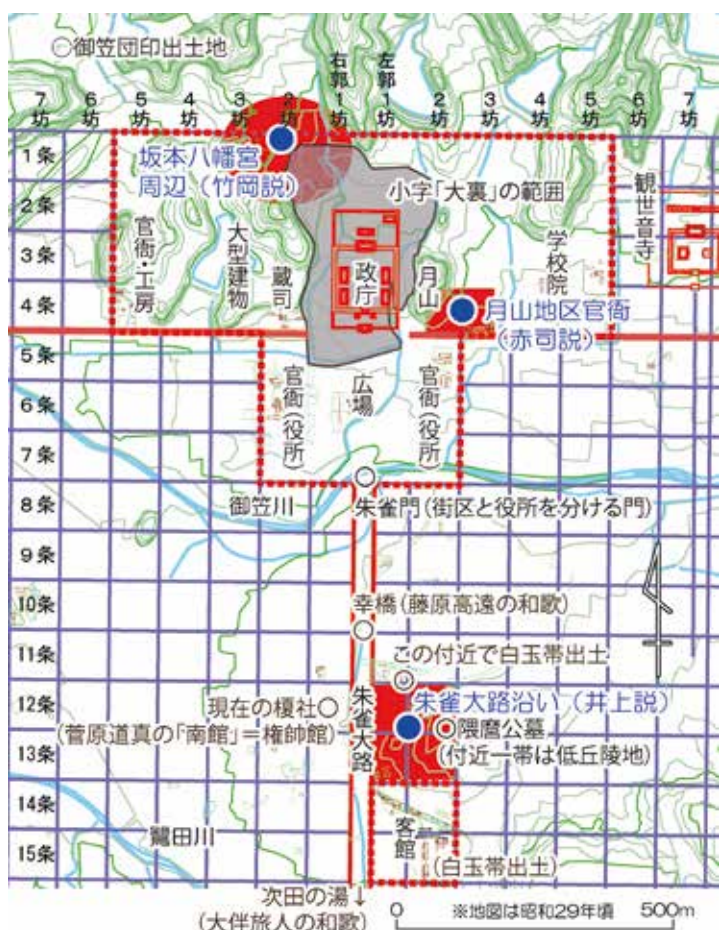 ○御笠団印出土地
右郭 左郭
7坊 6坊 5坊 4坊 3坊 2坊 1坊 1坊 2坊 3坊 4坊 5坊 6坊 7坊
1条
2条
3条
4条
5条
6条
7条
8条
9条
10条
11条
12条
13条
14条
15条
坂本八幡宮
周辺（竹岡説）
小字「大裏」の範囲
官衙・工房
大型建物
蔵司
政庁
月山
学校院
観世音寺
月山地区官衙
（赤司説）
官衙（役所）
広場
官衙（役所）
御笠川
朱雀門（街区と役所を分ける門）
幸橋（藤原高遠の和歌）
この付近で白玉帯出土
現在の榎社○
（菅原道真の「南館」＝権帥館）
朱雀大路
朱雀大路沿い（井上説）
隈麿公墓
（付近一帯は低丘陵地）
鷺田川
客館
（白玉帯出土）
次田の湯↓
（大伴旅人の和歌）
※地図は昭和29年頃
0 500m